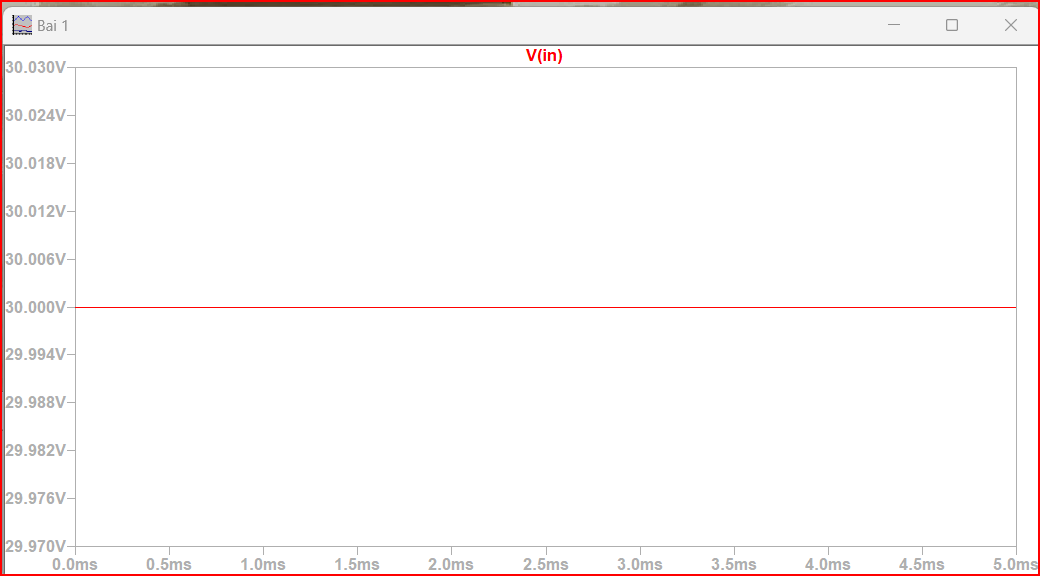 Bai 1
V(in)
30.030V
30.024V
30.018V
30.012V
30.006V
30.000V
29.994V
29.988V
29.982V
29.976V
29.970V
0.0ms 0.5ms 1.0ms 1.5ms 2.0ms 2.5ms 3.0ms 3.5ms 4.0ms 4.5ms 5.0ms